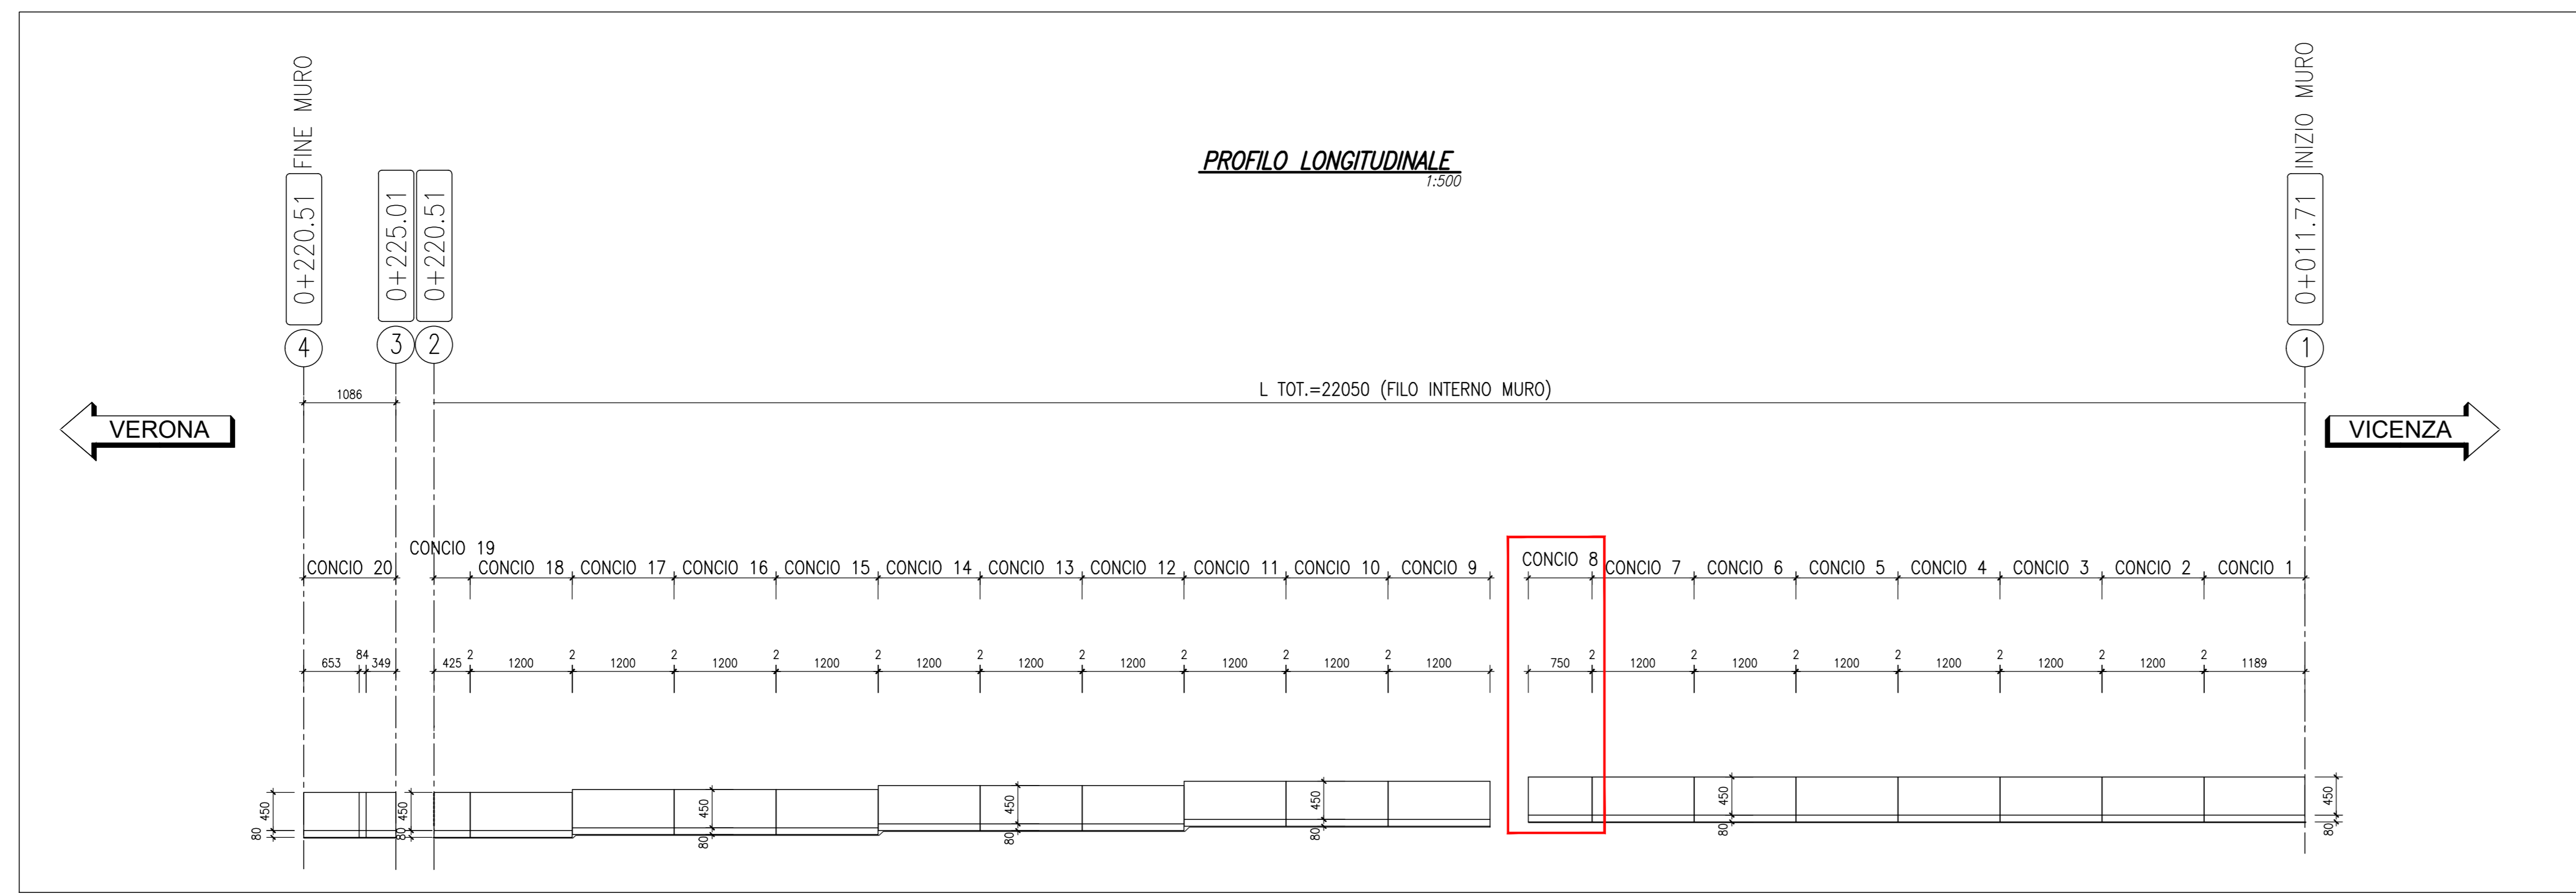 FINE MURO
INIZIO MURO
PROFILO LONGITUDINALE
1:500
0+220.51
0+225.01
0+220.51
0+011.71
4
3
2
1
1086
L TOT.=22050 (FILO INTERNO MURO)
VERONA
VICENZA
CONCIO 19
CONCIO 20 CONCIO 18 CONCIO 17 CONCIO 16 CONCIO 15 CONCIO 14 CONCIO 13 CONCIO 12 CONCIO 11 CONCIO 10 CONCIO 9 CONCIO 8 CONCIO 7 CONCIO 6 CONCIO 5 CONCIO 4 CONCIO 3 CONCIO 2 CONCIO 1
84 2 2 2 2 2 2 2 2 2 2 2 2 2 2 2 2 2
653 349 425 1200 1200 1200 1200 1200 1200 1200 1200 1200 1200 750 1200 1200 1200 1200 1200 1200 1189
450 450 450 450 450 450 450
80 80 80 80 80 80 80